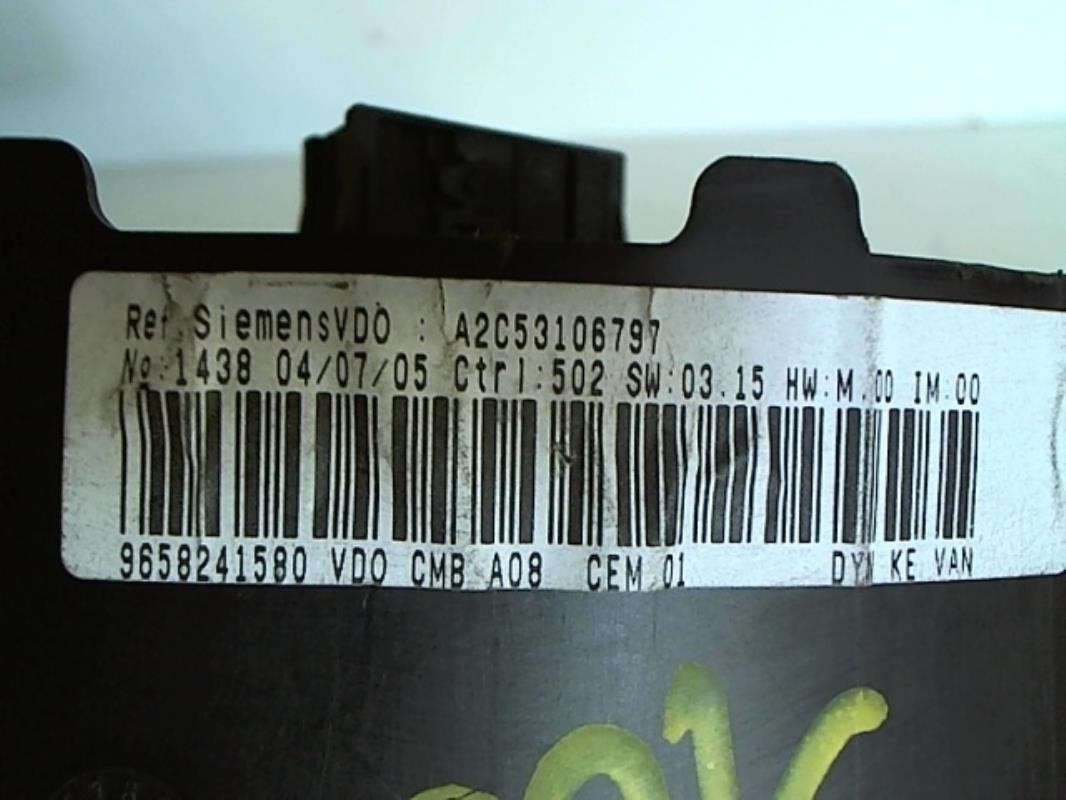 Ref.SiemensVDO : A2C53106797
No:1438 04/07/05 Ctrl:502 SW:03.15 HW:M.00 IM:00
9658241580 VDO CMB A08 CEM 01 DYN KE VAN